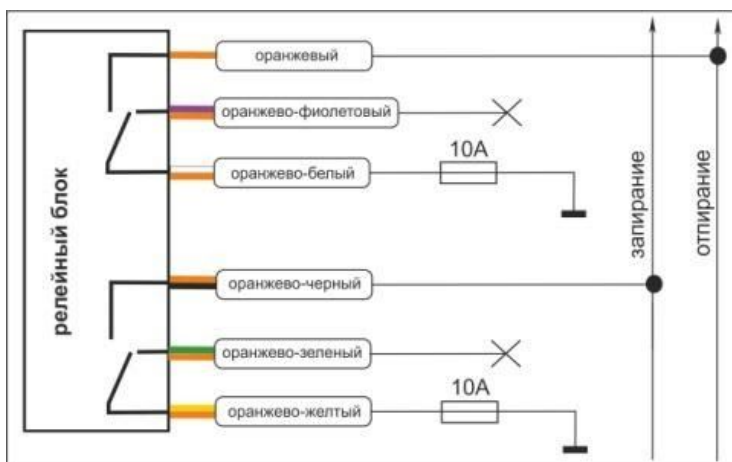 релейный блок
оранжевый
оранжево-фиолетовый
оранжево-белый
10А
оранжево-черный
оранжево-зеленый
оранжево-желтый
10А
запирание
отпирание